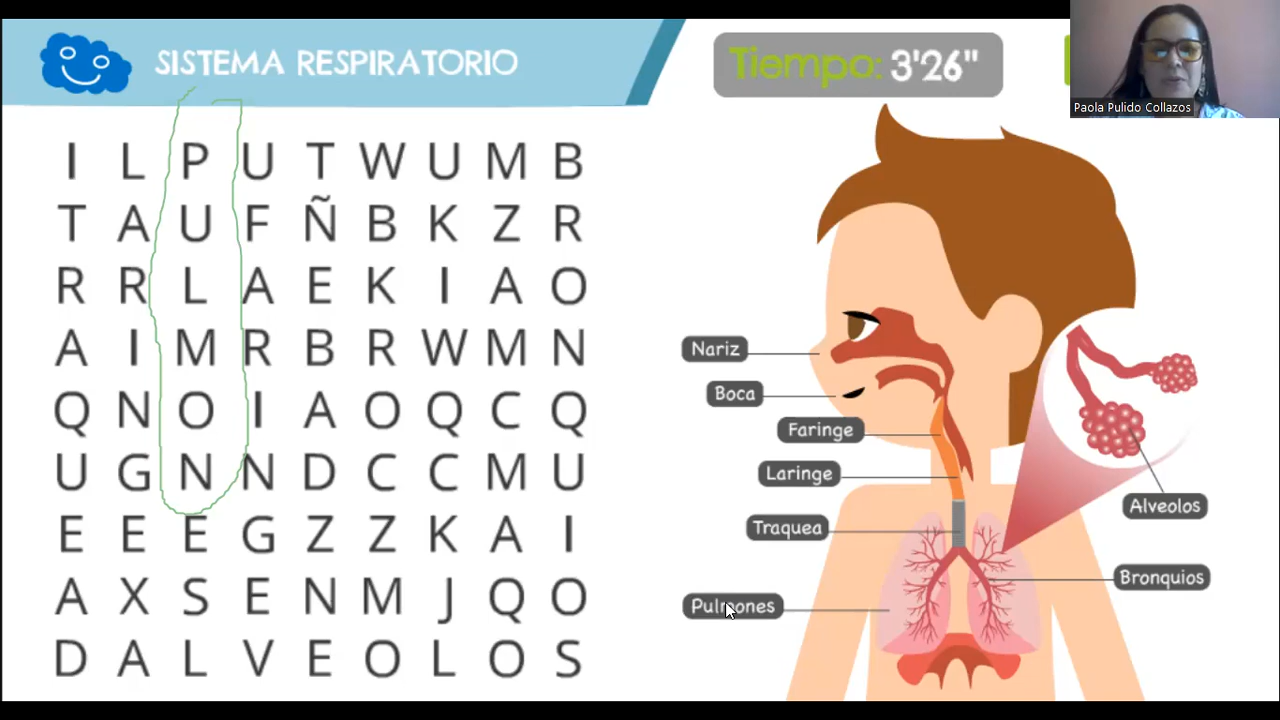 SISTEMA RESPIRATORIO
Tiempo: 3'26"
Paola Pulido Collazos
I L P U T W U M B
T A U F Ñ B K Z R
R R L A E K I A O
A I M R B R W M N
Q N O I A O Q C Q
U G N N D C C M U
E E E G Z Z K A I
A X S E N M J Q O
D A L V E O L O S
Nariz
Boca
Faringe
Laringe
Traquea
Pulmones
Alveolos
Bronquios